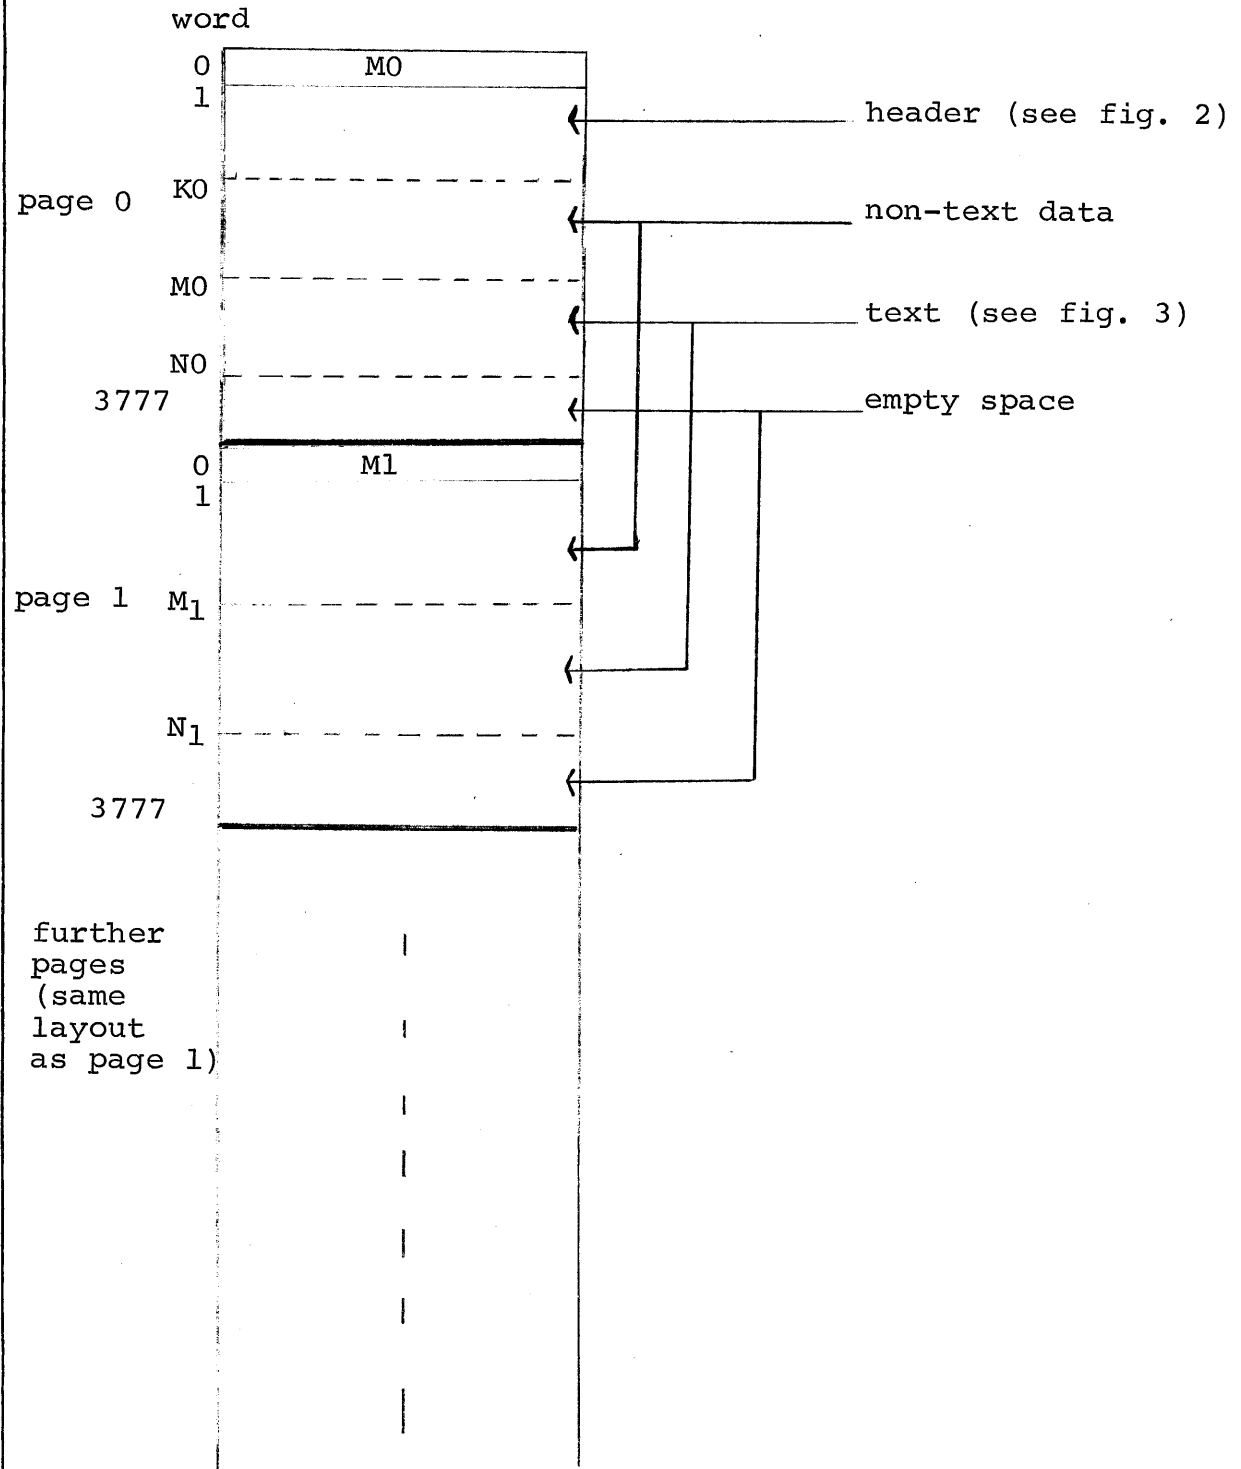 word
0 M0
1
header (see fig. 2)
page 0 K0
non-text data
M0
text (see fig. 3)
N0
3777
empty space
0 M1
1
page 1 M1
N1
3777
further
pages
(same
layout
as page 1)